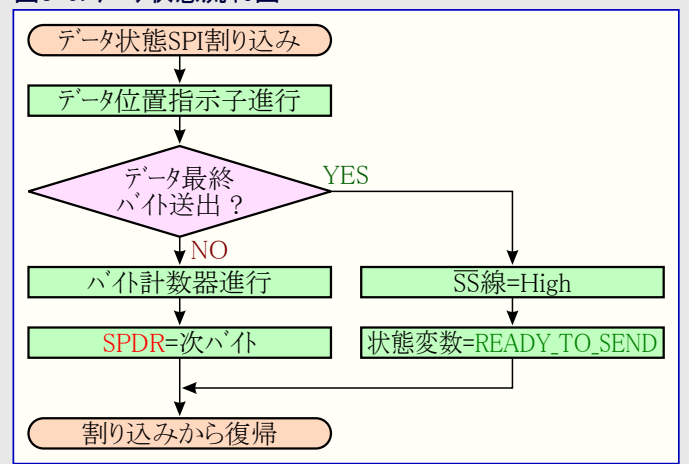 データ状態SPI割り込み
データ位置指示子進行
データ最終
バイト送出？
YES
NO
バイト計数器進行
SS線=High
SPDR=次バイト
状態変数=READY_TO_SEND
割り込みから復帰